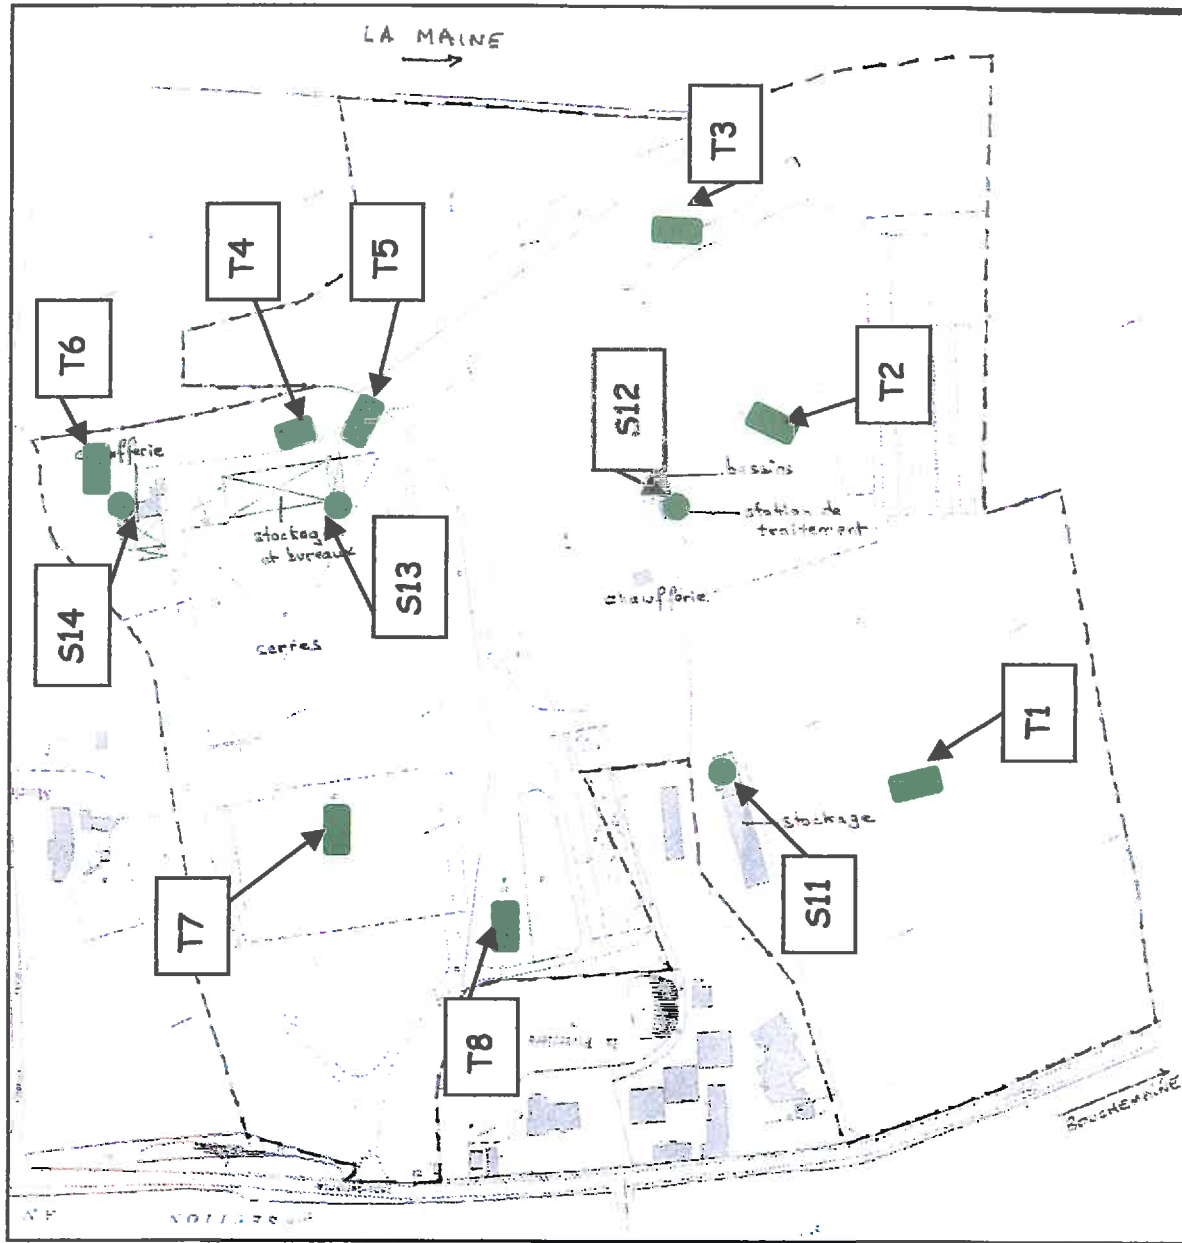 LA MAINE
T3
T4
T5
T6
chaufferie
S12
T2
bassins
station de
traitement
stockag
et bureaux
S14
S13
serres
chaufferie
T1
stockage
S11
T7
T8
BOUCHEMAINE